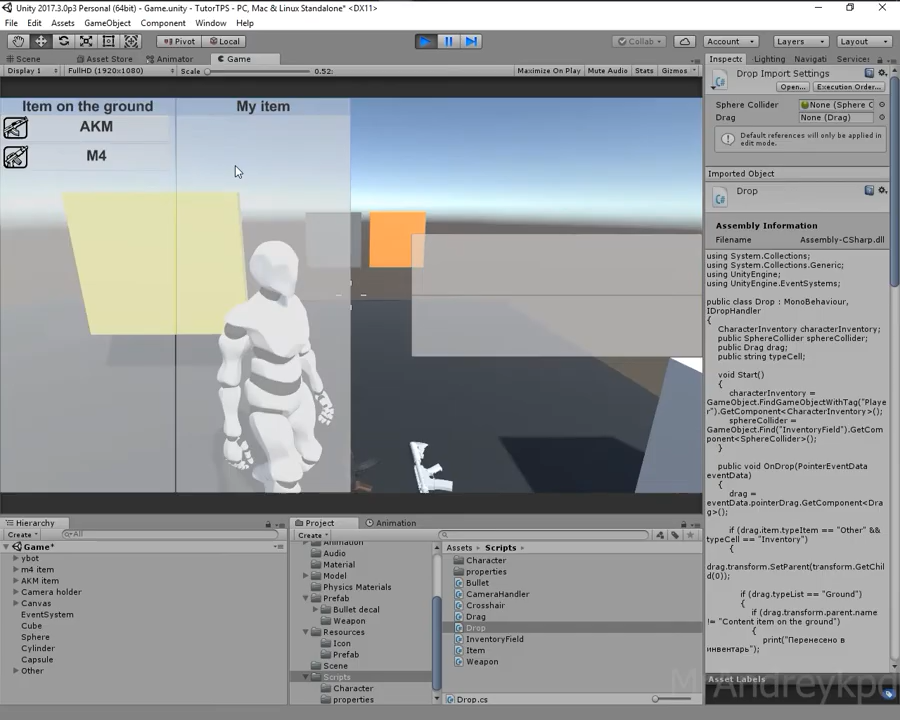 Unity 2017.3.0p3 Personal (64bit) - Game.unity - TutorTPS - PC, Mac & Linux Standalone* <DX11>
File Edit Assets GameObject Component Window Help
Pivot Local Collab Account Layers Layout
Scene Asset Store Animator Game
Display 1 FullHD (1920x1080) Scale 0.52: Maximize On Play Mute Audio Stats Gizmos
Item on the ground My item
AKM
M4
Inspecto Lighting Navigati Services
Drop Import Settings
Open... Execution Order...
Sphere Collider None (Sphere C
Drag None (Drag)
Default references will only be applied in
edit mode.
Imported Object
Drop
Assembly Information
Filename Assembly-CSharp.dll
using System.Collections;
using System.Collections.Generic;
using UnityEngine;
using UnityEngine.EventSystems;
public class Drop : MonoBehaviour,
IDropHandler
{
CharacterInventory characterInventory;
public SphereCollider sphereCollider;
public Drag drag;
public string typeCell;
void Start()
{
characterInventory =
GameObject.FindGameObjectWithTag("Playe
r").GetComponent<CharacterInventory>();
sphereCollider =
GameObject.Find("InventoryField").GetCom
ponent<SphereCollider>();
}
public void OnDrop(PointerEventData
eventData)
{
drag =
eventData.pointerDrag.GetComponent<Dra
g>();
if (drag.item.typeItem == "Other" &&
typeCell == "Inventory")
{
drag.transform.SetParent(transform.GetChil
d(0));
if (drag.typeList == "Ground")
{
if (drag.transform.parent.name
!= "Content item on the ground")
{
print("Перенесено в
инвентарь");
Asset Labels
Hierarchy
Create All
Game*
ybot
m4 item
AKM item
Camera holder
Canvas
EventSystem
Cube
Sphere
Cylinder
Capsule
Other
Project Animation
Create
Animation
Audio
Material
Model
Physics Materials
Prefab
Bullet decal
Weapon
Resources
Icon
Prefab
Scene
Scripts
Character
properties
Assets Scripts
Character
properties
Bullet
CameraHandler
Crosshair
Drag
Drop
InventoryField
Item
Weapon
Drop.cs